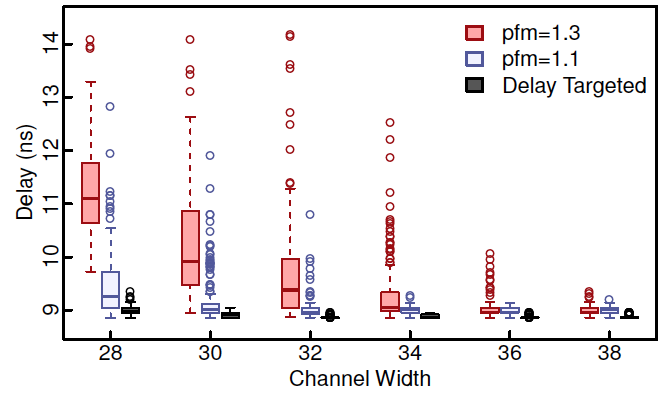 pfm=1.3
pfm=1.1
Delay Targeted
Delay (ns)
14
13
12
11
10
9
28 30 32 34 36 38
Channel Width